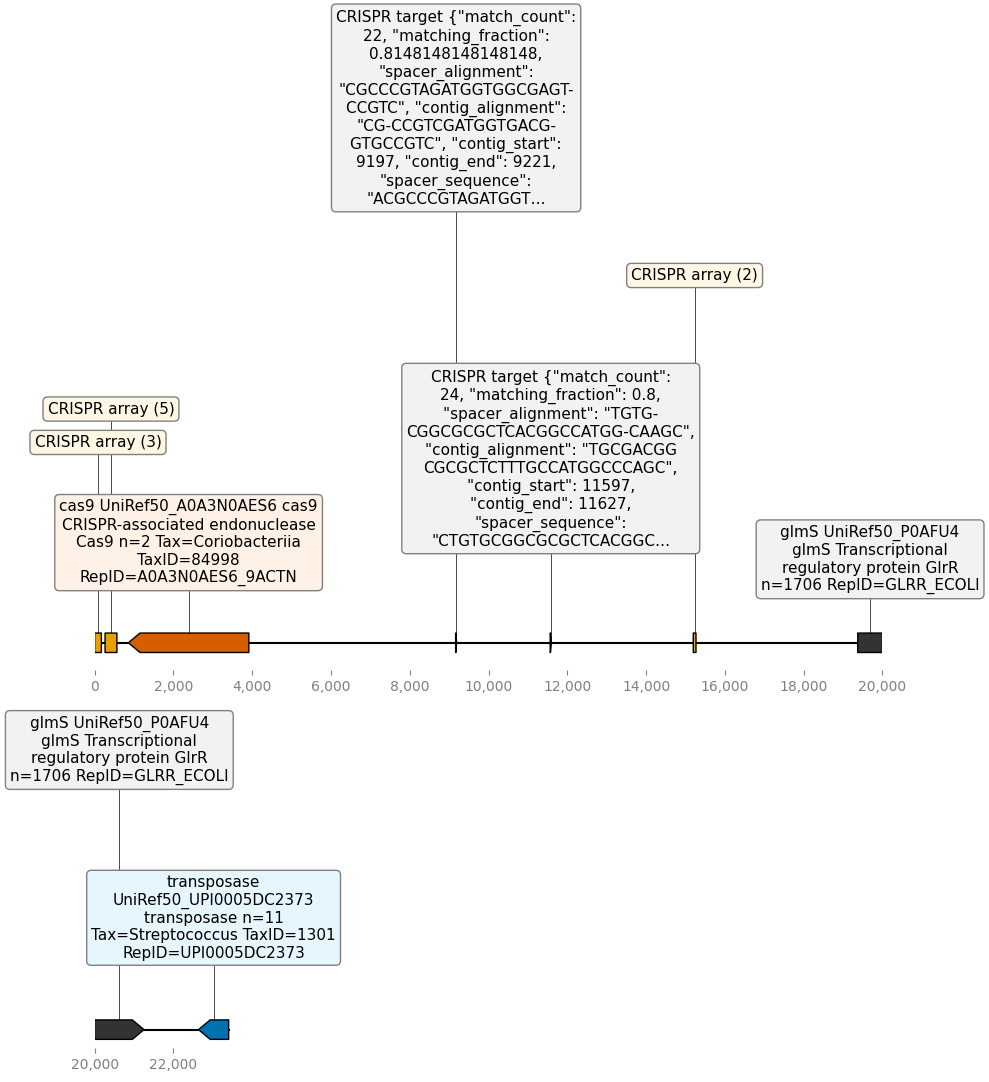 CRISPR target {"match_count":
22, "matching_fraction":
0.8148148148148148,
"spacer_alignment":
"CGCCCGTAGATGGTGGCGAGT-
CCGTC", "contig_alignment":
"CG-CCGTCGATGGTGACG-
GTGCCGTC", "contig_start":
9197, "contig_end": 9221,
"spacer_sequence":
"ACGCCCGTAGATGGT...
CRISPR array (2)
CRISPR target {"match_count":
24, "matching_fraction": 0.8,
"spacer_alignment": "TGTG-
CGGCGCGCTCACGGCCATGG-CAAGC",
"contig_alignment": "TGCGACGG
CGCGCTCTTTGCCATGGCCCAGC",
"contig_start": 11597,
"contig_end": 11627,
"spacer_sequence":
"CTGTGCGGCGCGCTCACGGC...
CRISPR array (5)
CRISPR array (3)
cas9 UniRef50_A0A3N0AES6 cas9
CRISPR-associated endonuclease
Cas9 n=2 Tax=Coriobacteriia
TaxID=84998
RepID=A0A3N0AES6_9ACTN
glmS UniRef50_P0AFU4
glmS Transcriptional
regulatory protein GlrR
n=1706 RepID=GLRR_ECOLI
0 2,000 4,000 6,000 8,000 10,000 12,000 14,000 16,000 18,000 20,000
glmS UniRef50_P0AFU4
glmS Transcriptional
regulatory protein GlrR
n=1706 RepID=GLRR_ECOLI
transposase
UniRef50_UPI0005DC2373
transposase n=11
Tax=Streptococcus TaxID=1301
RepID=UPI0005DC2373
20,000 22,000